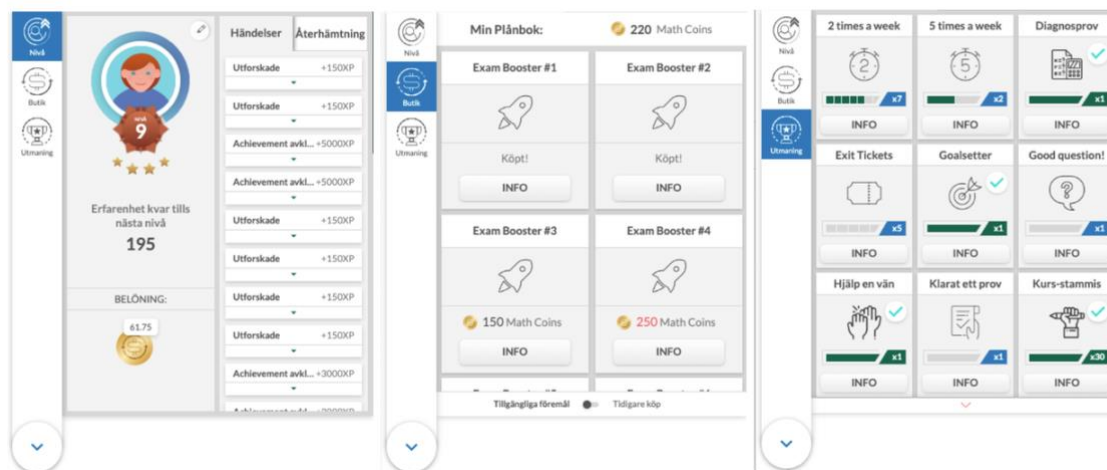 Nivå
Butik
Utmaning
NIVÅ
9
Erfarenhet kvar tills
nästa nivå
195
BELÖNING:
61.75
Händelser
Återhämtning
Utforskade +150XP
Utforskade +150XP
Achievement avkl... +5000XP
Achievement avkl... +5000XP
Utforskade +150XP
Utforskade +150XP
Utforskade +150XP
Utforskade +150XP
Achievement avkl... +3000XP
Nivå
Butik
Utmaning
Min Plånbok: 220 Math Coins
Exam Booster #1
Köpt!
INFO
Exam Booster #2
Köpt!
INFO
Exam Booster #3
150 Math Coins
INFO
Exam Booster #4
250 Math Coins
INFO
Tillgängliga föremål Tidigare köp
Nivå
Butik
Utmaning
2 times a week
2
x7
INFO
5 times a week
5
x2
INFO
Diagnosprov
x1
INFO
Exit Tickets
x5
INFO
Goalsetter
x1
INFO
Good question!
?
x1
INFO
Hjälp en vän
x1
INFO
Klarat ett prov
x1
INFO
Kurs-stammis
x30
INFO